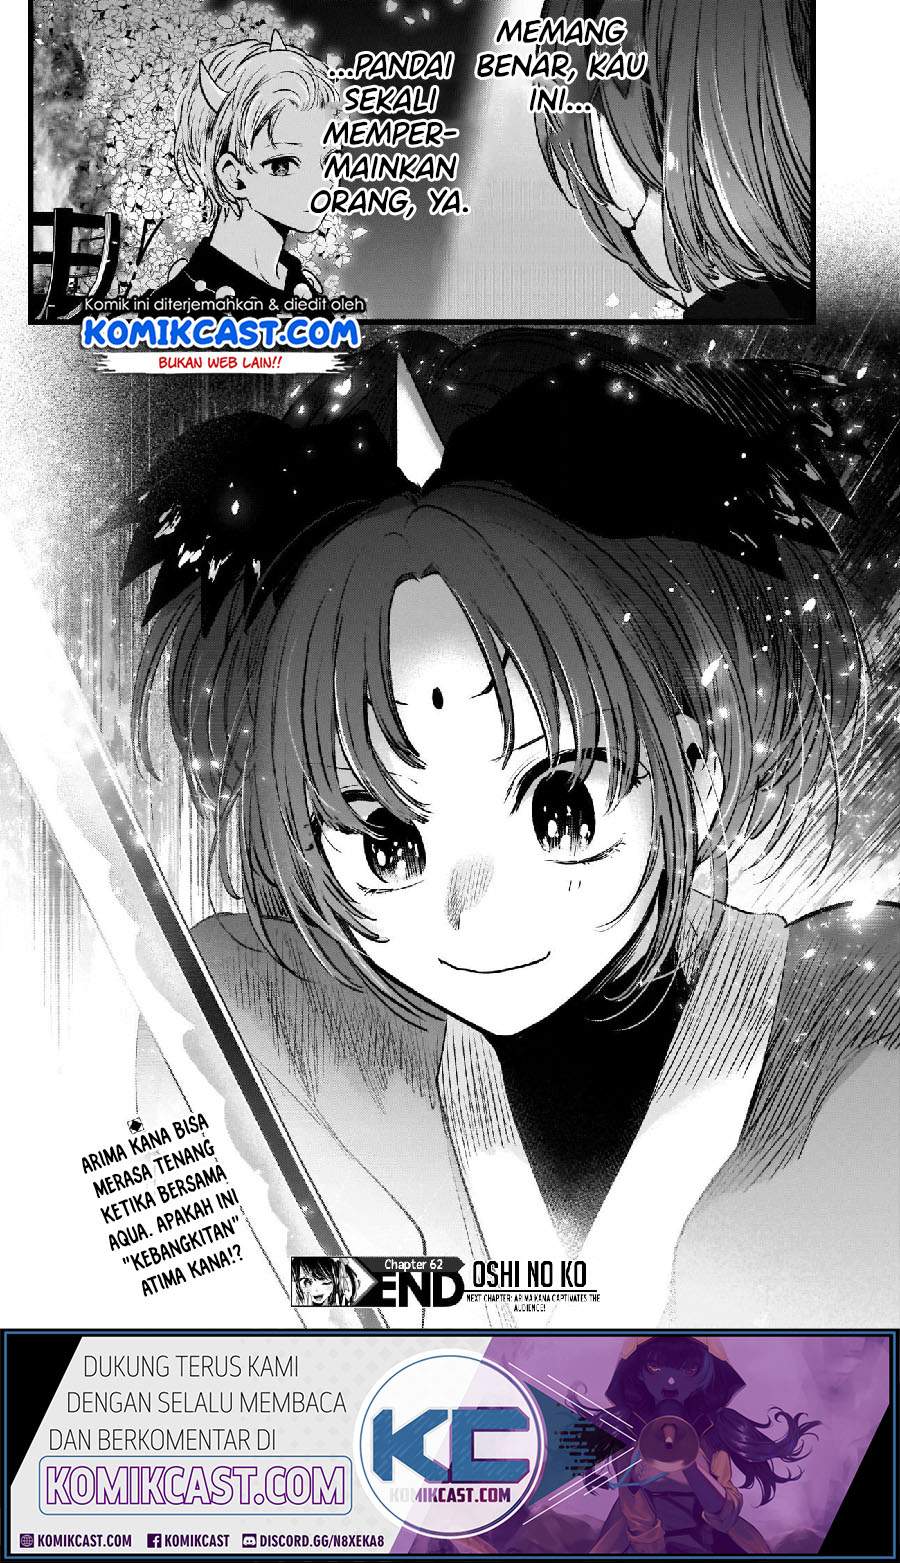 MEMANG
BENAR, KAU
INI...
...PANDAI
SEKALI
MEMPER-
MAINKAN
ORANG, YA.
Komik ini diterjemahkan & diedit oleh
KOMIKCAST.COM
BUKAN WEB LAIN!!
ARIMA KANA BISA
MERASA TENANG
KETIKA BERSAMA
AQUA. APAKAH INI
"KEBANGKITAN"
ATIMA KANA!?
Chapter 62
END
OSHI NO KO
NEXT CHAPTER: ARIMA KANA CAPTIVATES THE
AUDIENCE!
DUKUNG TERUS KAMI
DENGAN SELALU MEMBACA
DAN BERKOMENTAR DI
KOMIKCAST.COM
KC
KOMIKCAST.COM
KOMIKCAST.COM
KOMIKCAST
DISCORD.GG/N8XEKA8